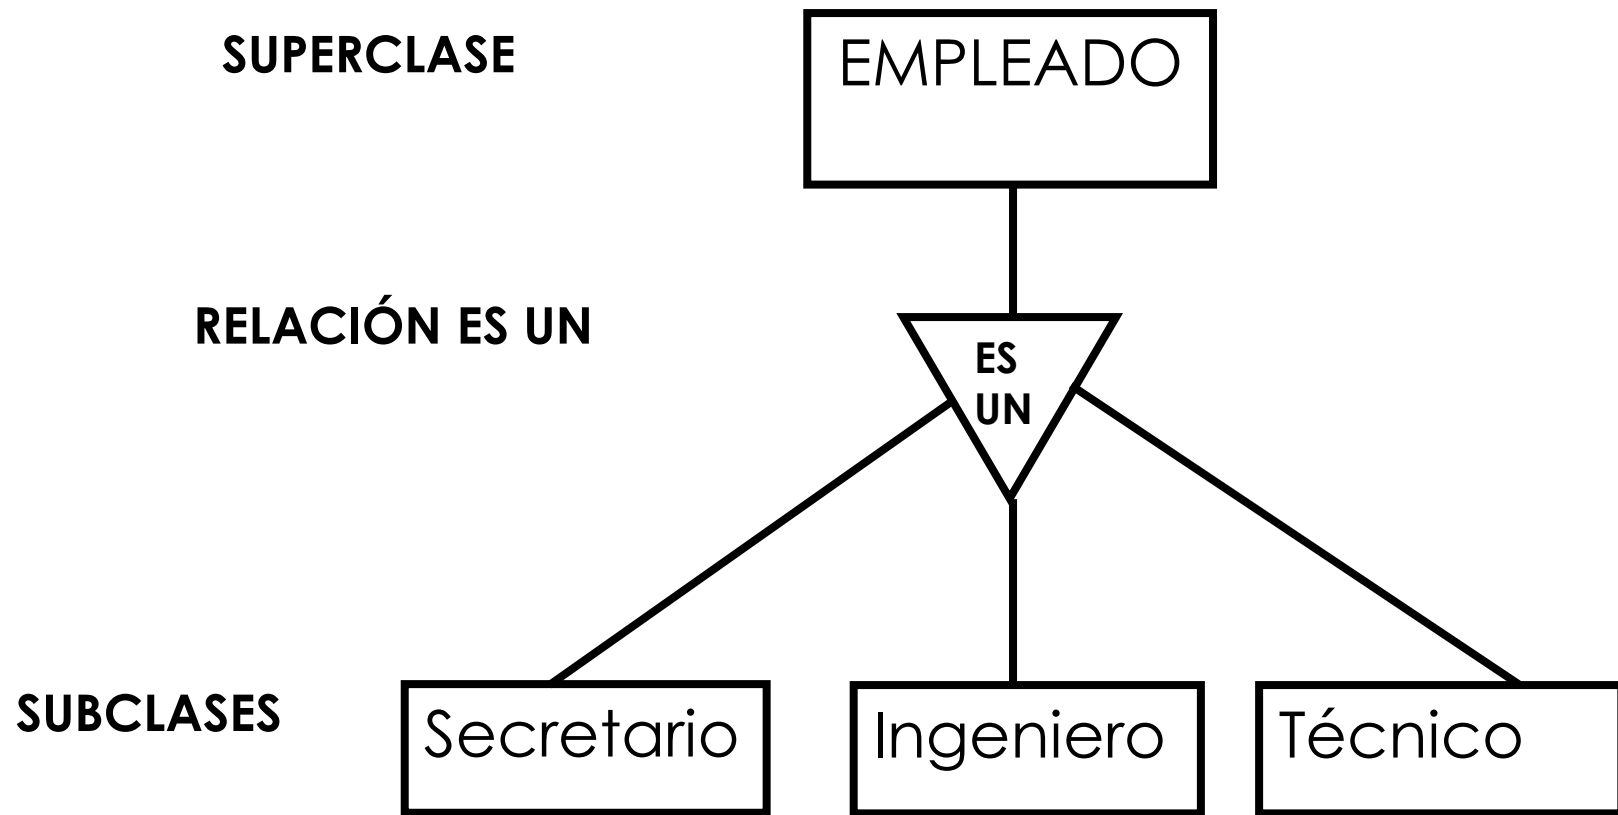 SUPERCLASE
EMPLEADO
RELACIÓN ES UN
ES
UN
SUBCLASES
Secretario
Ingeniero
Técnico